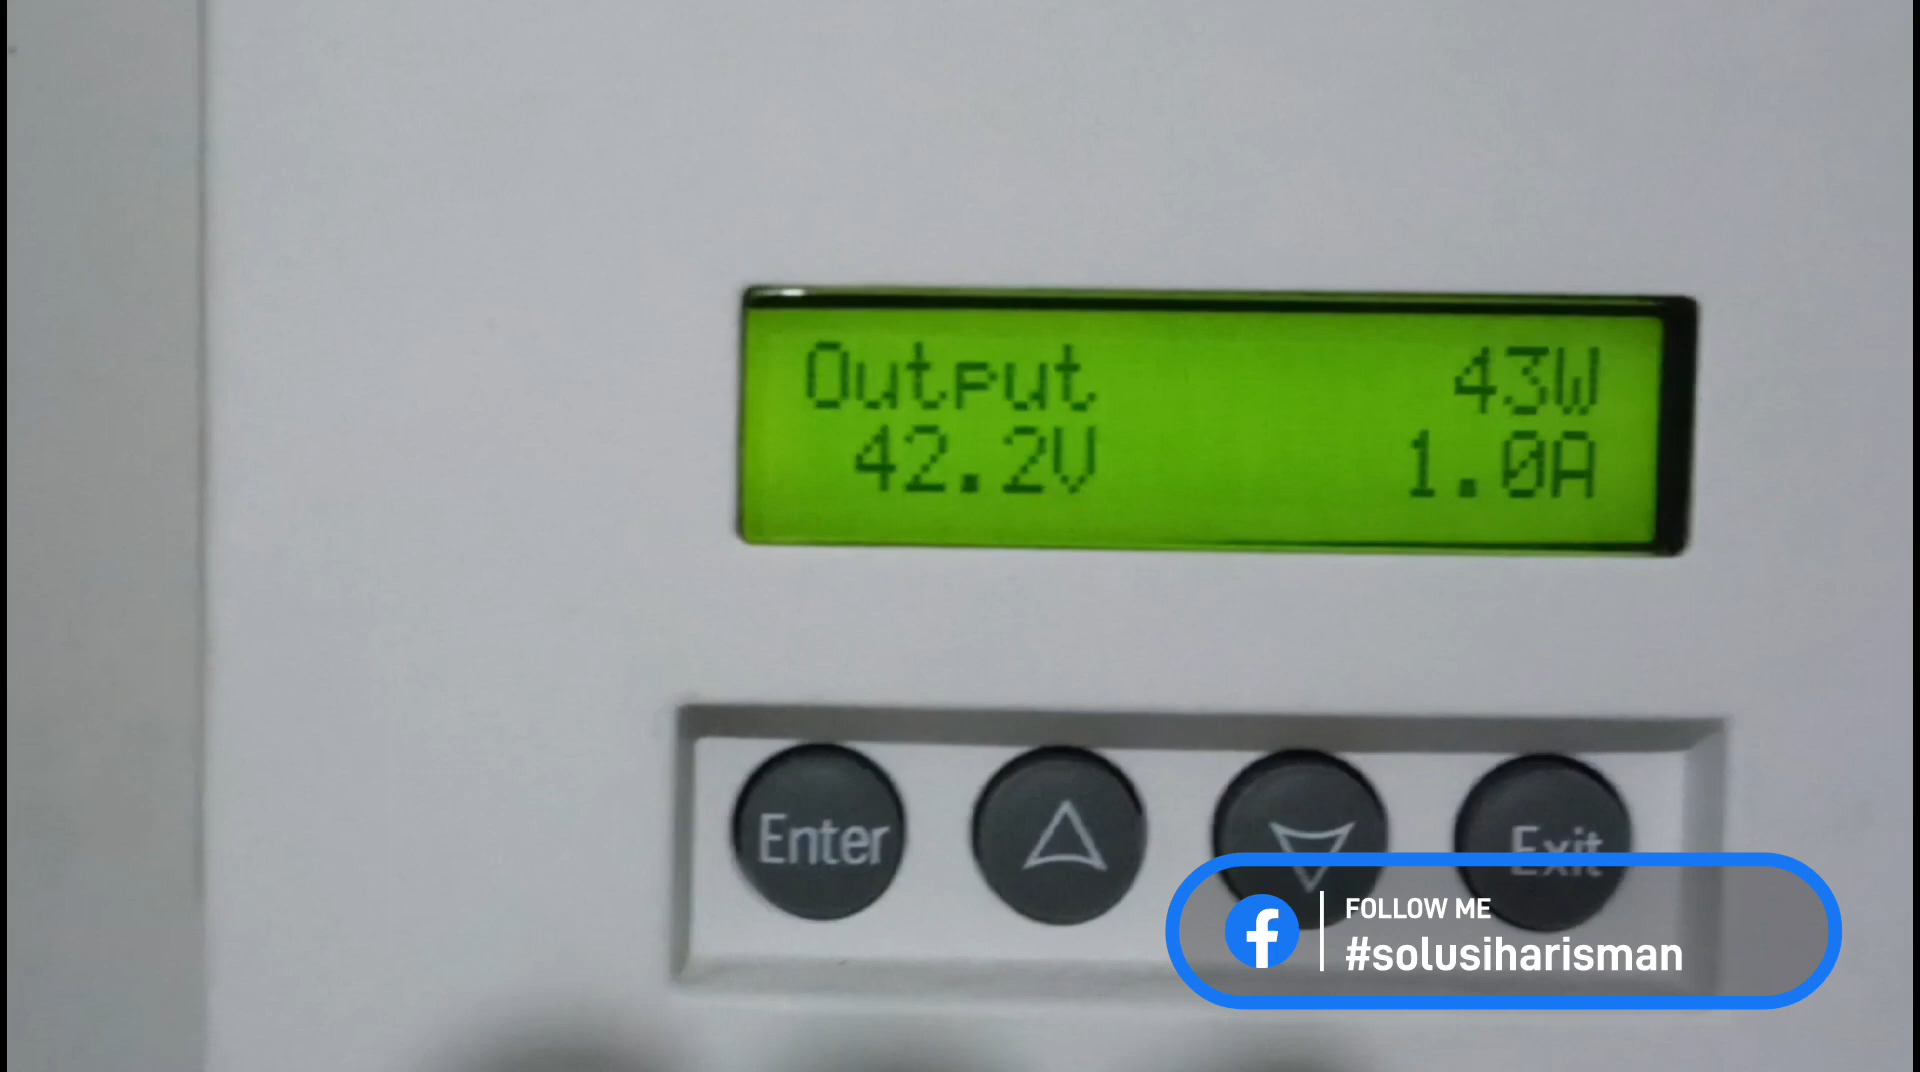 Output 43W
42.2V 1.0A
Enter Exit
FOLLOW ME
#solusiharisman